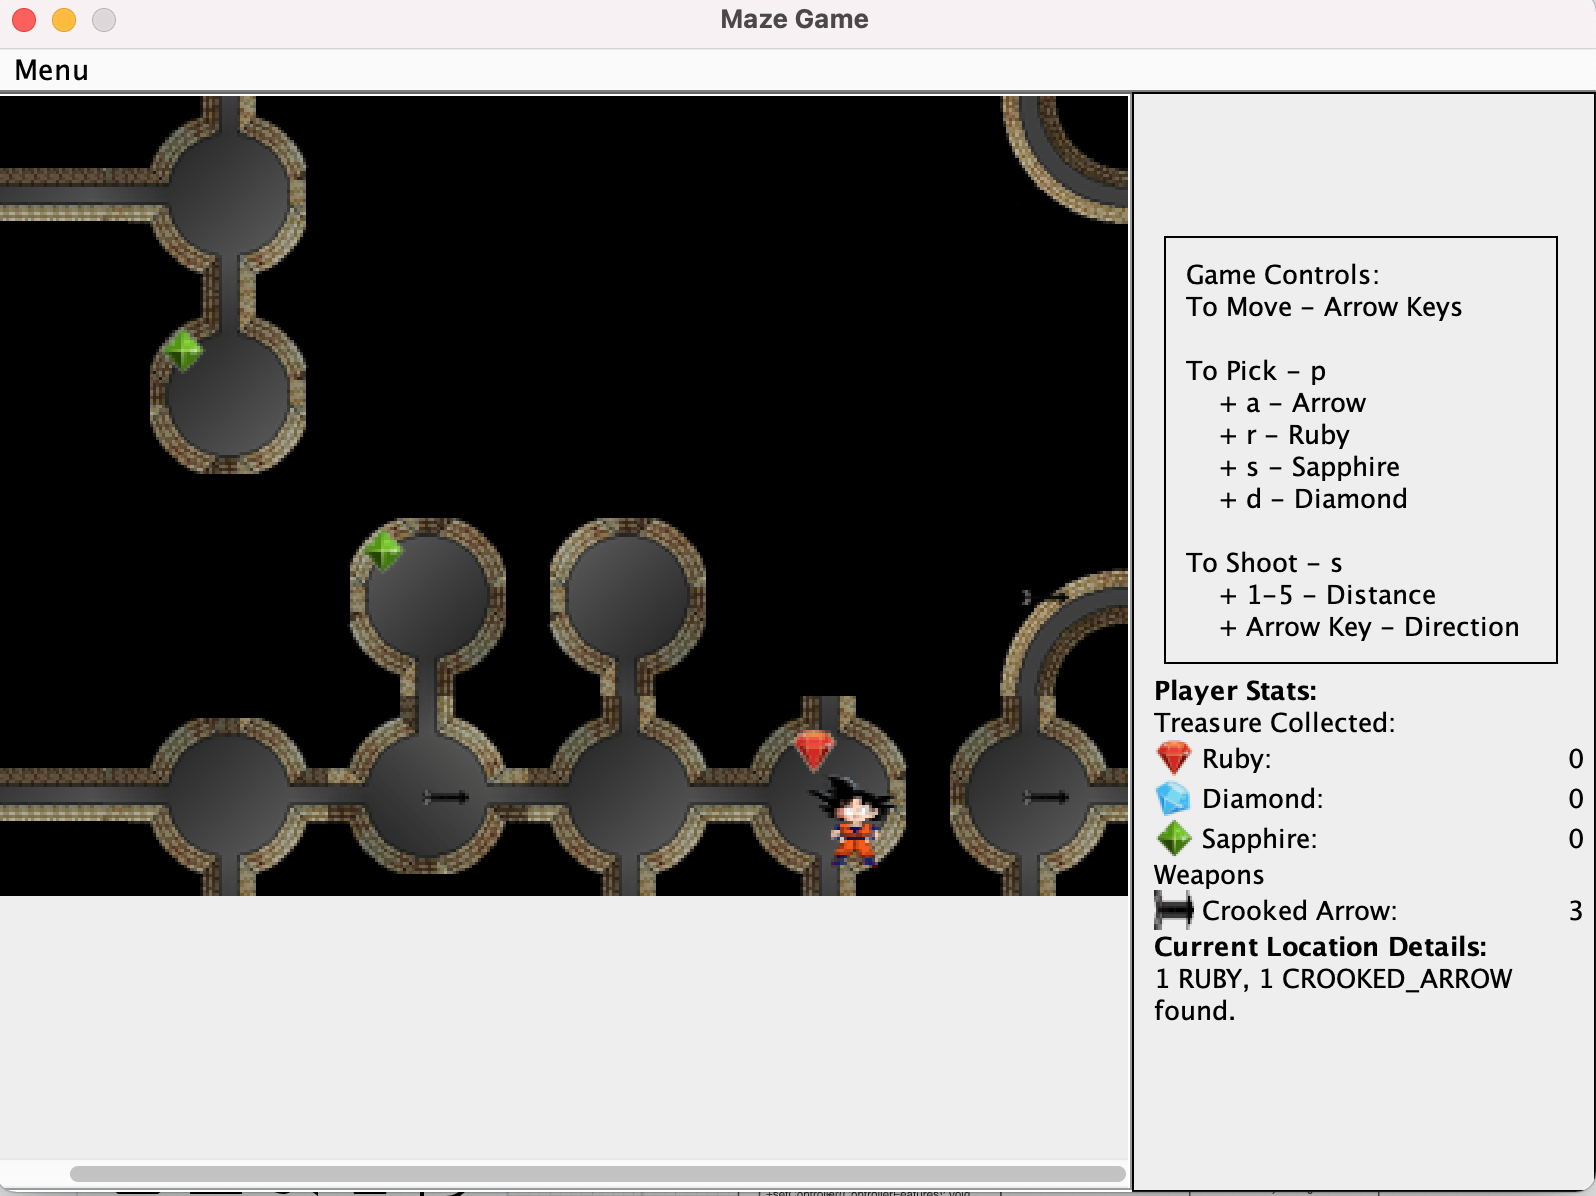 Maze Game
Menu
Game Controls:
To Move - Arrow Keys
To Pick - p
+ a - Arrow
+ r - Ruby
+ s - Sapphire
+ d - Diamond
To Shoot - s
+ 1-5 - Distance
+ Arrow Key - Direction
Player Stats:
Treasure Collected:
Ruby: 0
Diamond: 0
Sapphire: 0
Weapons
Crooked Arrow: 3
Current Location Details:
1 RUBY, 1 CROOKED_ARROW
found.